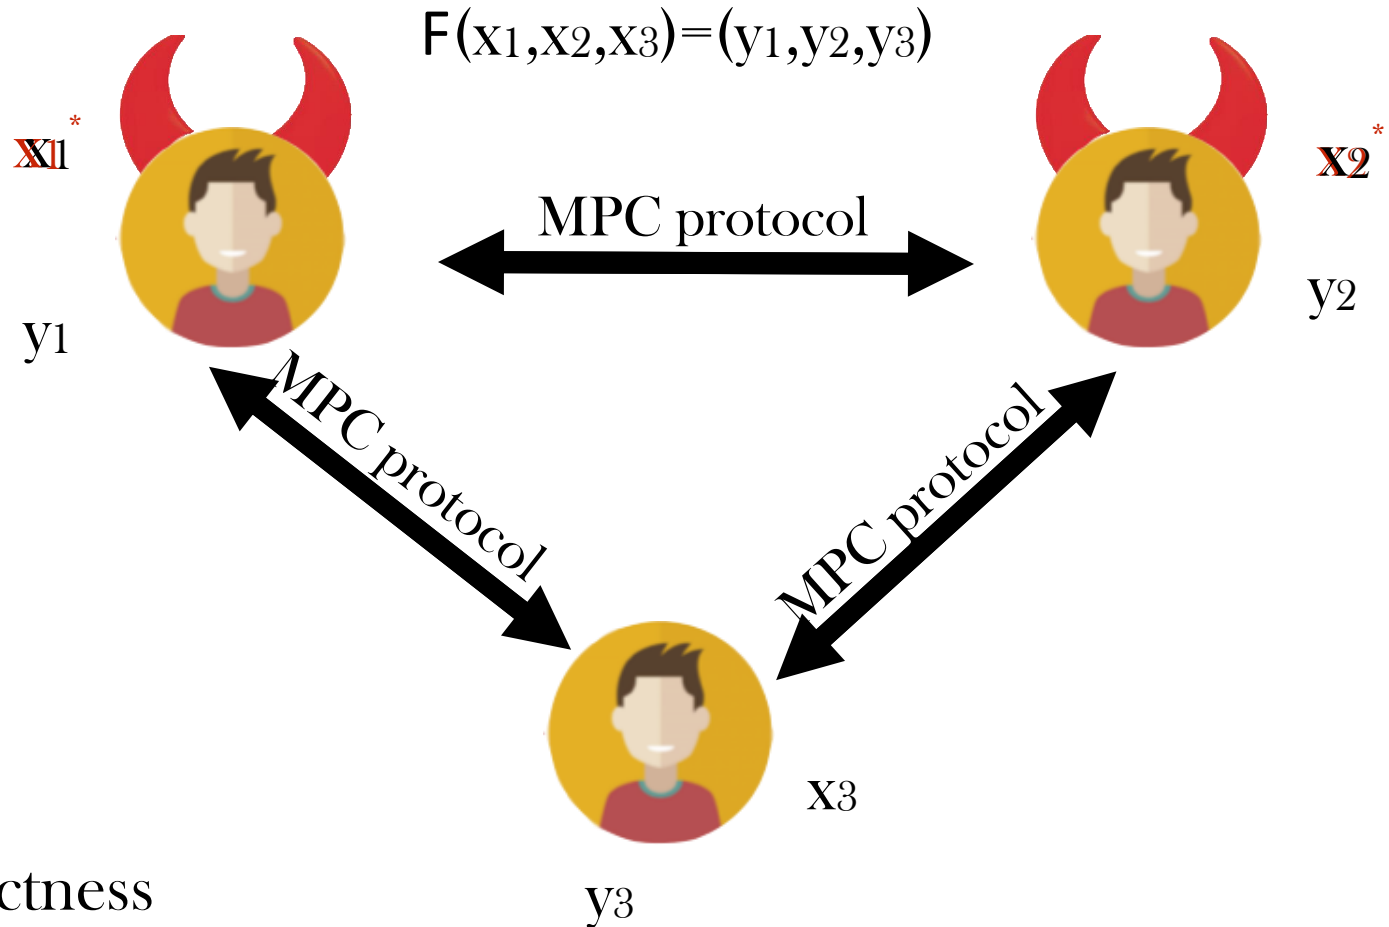 F(x1,x2,x3)=(y1,y2,y3)
x1*
x2*
MPC protocol
y1
y2
MPC protocol
MPC protocol
x3
ctness
y3